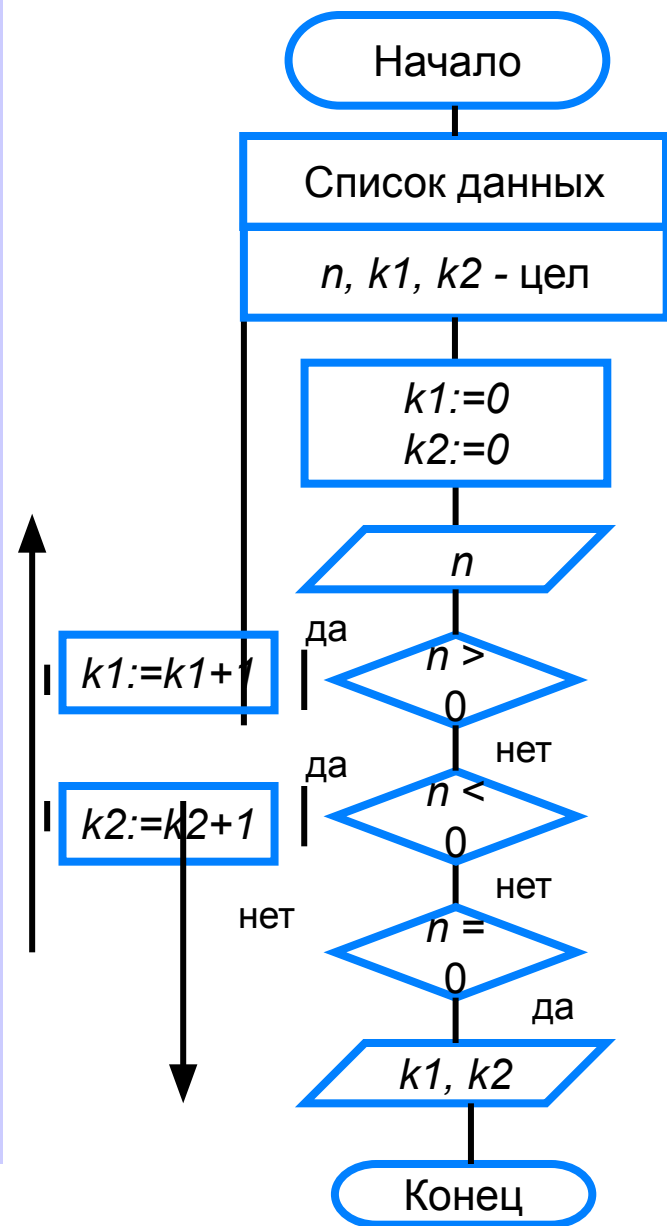 Начало
Список данных
n, k1, k2 - цел
k1:=0
k2:=0
n
да
k1:=k1+1
n >
0
нет
да
k2:=k2+1
n <
0
нет
нет
n =
0
да
k1, k2
Конец